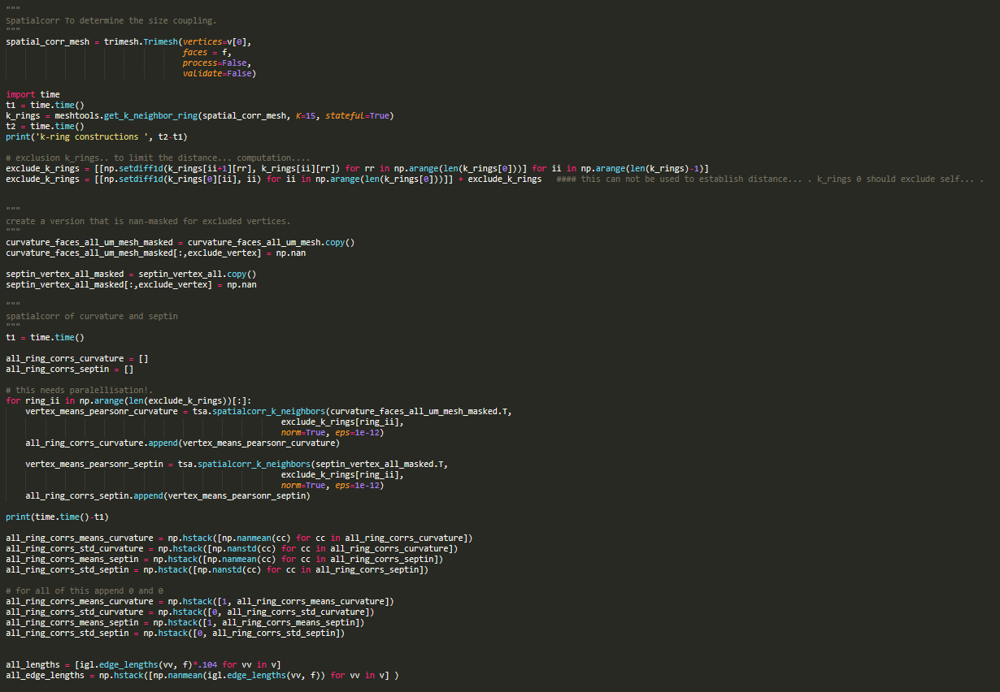 """
Spatialcorr To determine the size coupling.
"""
spatial_corr_mesh = trimesh.Trimesh(vertices=v[0],
faces = f,
process=False,
validate=False)
import time
t1 = time.time()
k_rings = meshtools.get_k_neighbor_ring(spatial_corr_mesh, K=15, stateful=True)
t2 = time.time()
print('k-ring constructions ', t2-t1)
# exclusion k_rings.. to limit the distance... computation....
exclude_k_rings = [[np.setdiff1d(k_rings[ii+1][rr], k_rings[ii][rr]) for rr in np.arange(len(k_rings[0]))] for ii in np.arange(len(k_rings)-1)]
exclude_k_rings = [[np.setdiff1d(k_rings[0][ii], ii) for ii in np.arange(len(k_rings[0]))]] + exclude_k_rings   #### this can not be used to establish distance... . k_rings 0 should exclude self... .
"""
create a version that is nan-masked for excluded vertices.
"""
curvature_faces_all_um_mesh_masked = curvature_faces_all_um_mesh.copy()
curvature_faces_all_um_mesh_masked[:,exclude_vertex] = np.nan
septin_vertex_all_masked = septin_vertex_all.copy()
septin_vertex_all_masked[:,exclude_vertex] = np.nan
"""
spatialcorr of curvature and septin
"""
t1 = time.time()
all_ring_corrs_curvature = []
all_ring_corrs_septin = []
# this needs paralellisation!.
for ring_ii in np.arange(len(exclude_k_rings))[:]:
vertex_means_pearsonr_curvature = tsa.spatialcorr_k_neighbors(curvature_faces_all_um_mesh_masked.T,
exclude_k_rings[ring_ii],
norm=True, eps=1e-12)
all_ring_corrs_curvature.append(vertex_means_pearsonr_curvature)
vertex_means_pearsonr_septin = tsa.spatialcorr_k_neighbors(septin_vertex_all_masked.T,
exclude_k_rings[ring_ii],
norm=True, eps=1e-12)
all_ring_corrs_septin.append(vertex_means_pearsonr_septin)
print(time.time()-t1)
all_ring_corrs_means_curvature = np.hstack([np.nanmean(cc) for cc in all_ring_corrs_curvature])
all_ring_corrs_std_curvature = np.hstack([np.nanstd(cc) for cc in all_ring_corrs_curvature])
all_ring_corrs_means_septin = np.hstack([np.nanmean(cc) for cc in all_ring_corrs_septin])
all_ring_corrs_std_septin = np.hstack([np.nanstd(cc) for cc in all_ring_corrs_septin])
# for all of this append 0 and 0
all_ring_corrs_means_curvature = np.hstack([1, all_ring_corrs_means_curvature])
all_ring_corrs_std_curvature = np.hstack([0, all_ring_corrs_std_curvature])
all_ring_corrs_means_septin = np.hstack([1, all_ring_corrs_means_septin])
all_ring_corrs_std_septin = np.hstack([0, all_ring_corrs_std_septin])
all_lengths = [igl.edge_lengths(vv, f)*.104 for vv in v]
all_edge_lengths = np.hstack([np.nanmean(igl.edge_lengths(vv, f)) for vv in v] )